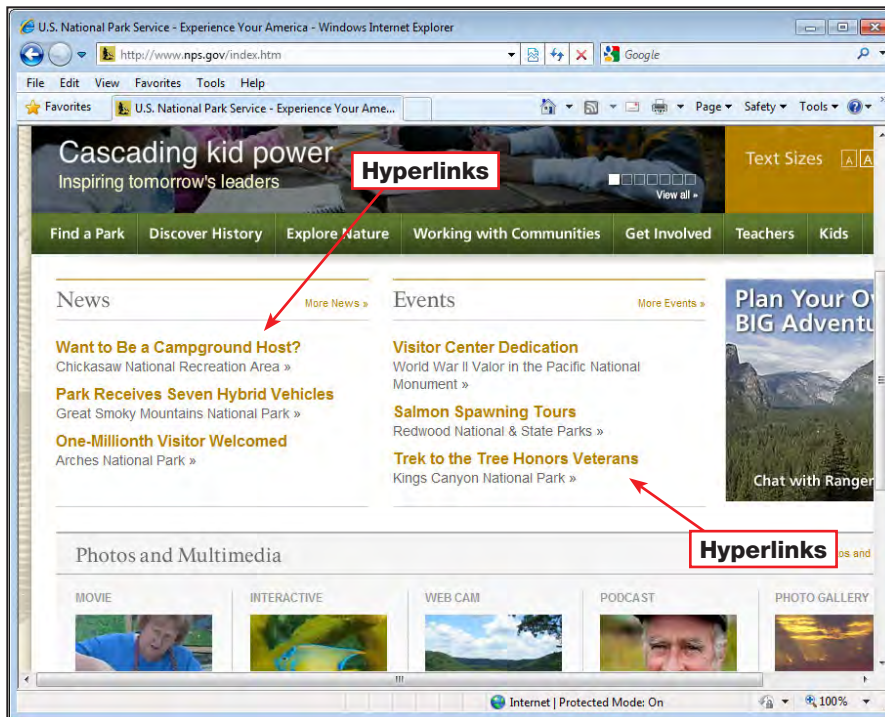 U.S. National Park Service - Experience Your America - Windows Internet Explorer
http://www.nps.gov/index.htm
Google
File Edit View Favorites Tools Help
Favorites
U.S. National Park Service - Experience Your Ame...
Page Safety Tools
Cascading kid power
Inspiring tomorrow's leaders
Hyperlinks
View all »
Text Sizes A A
Find a Park Discover History Explore Nature Working with Communities Get Involved Teachers Kids
News
More News »
Want to Be a Campground Host?
Chickasaw National Recreation Area »
Park Receives Seven Hybrid Vehicles
Great Smoky Mountains National Park »
One-Millionth Visitor Welcomed
Arches National Park »
Events
More Events »
Visitor Center Dedication
World War II Valor in the Pacific National
Monument »
Salmon Spawning Tours
Redwood National & State Parks »
Trek to the Tree Honors Veterans
Kings Canyon National Park »
Plan Your O
BIG Adventu
Chat with Ranger
Hyperlinks
Photos and Multimedia
os and
MOVIE INTERACTIVE WEB CAM PODCAST PHOTO GALLERY
Internet | Protected Mode: On
100%